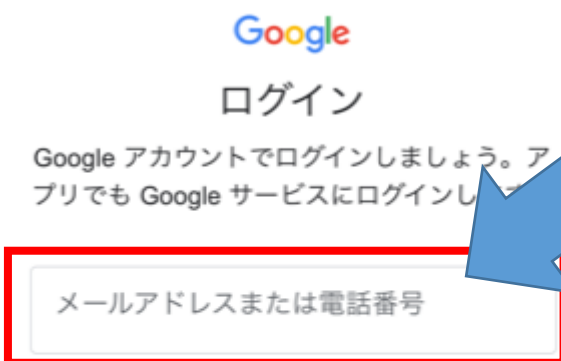 Google
ログイン
Google アカウントでログインしましょう。ア
プリでも Google サービスにログインし
メールアドレスまたは電話番号